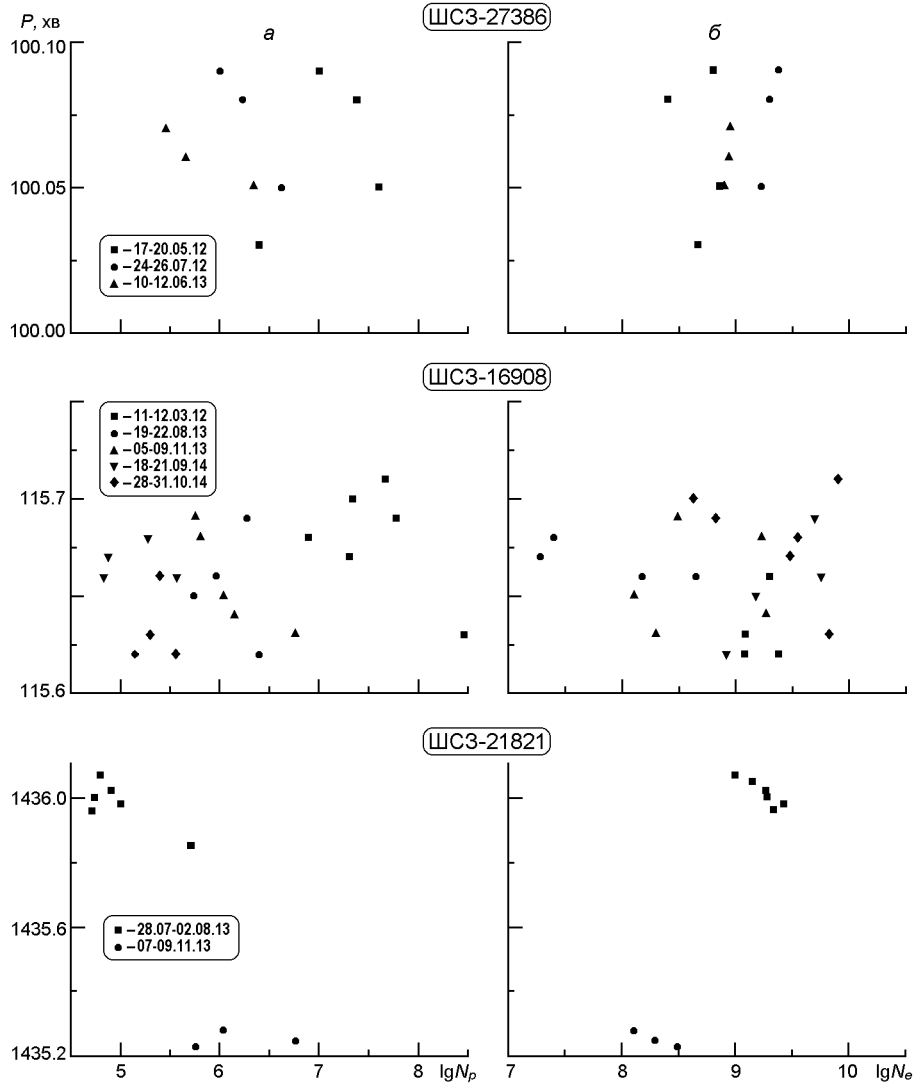 ШСЗ-27386
P, хв
а
б
100.10
100.05
100.00
– 17-20.05.12
– 24-26.07.12
– 10-12.06.13
ШСЗ-16908
– 11-12.03.12
– 19-22.08.13
– 05-09.11.13
– 18-21.09.14
– 28-31.10.14
115.7
115.6
ШСЗ-21821
1436.0
1435.6
1435.2
– 28.07-02.08.13
– 07-09.11.13
5 6 7 8 lgNp
7 8 9 10 lgNe